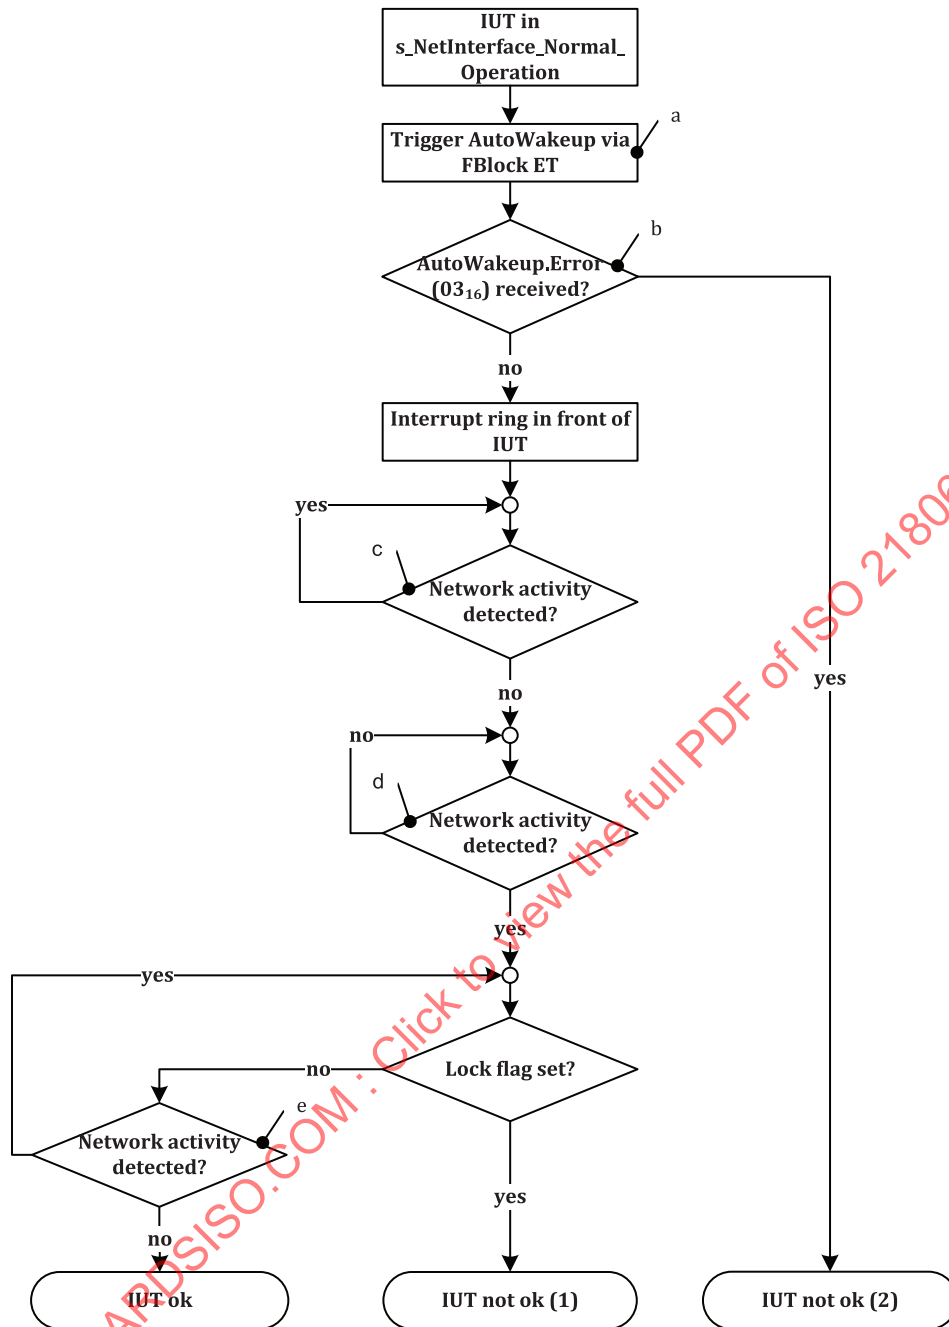 IUT in
s_NetInterface_Normal_
Operation
Trigger AutoWakeup via
FBlock ET
a
b
AutoWakeup.Error
(03₁₆) received?
no
Interrupt ring in front of
IUT
yes
c
Network activity
detected?
no
yes
no
d
Network activity
detected?
yes
yes
Lock flag set?
no
e
Network activity
detected?
yes
no
IUT ok
IUT not ok (1)
IUT not ok (2)
ARDSISO.COM : Click to view the full PDF of ISO 21806